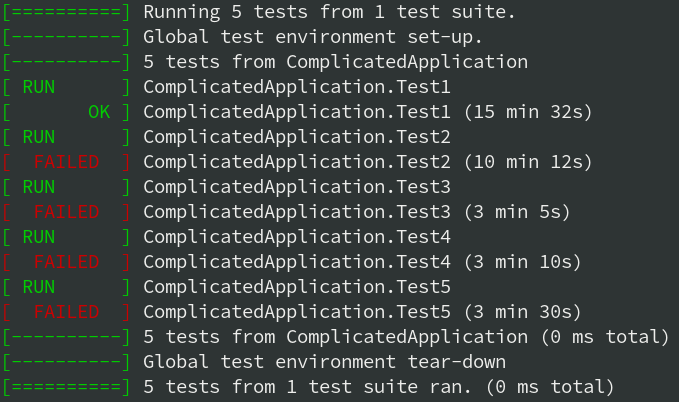 [==========] Running 5 tests from 1 test suite.
[----------] Global test environment set-up.
[----------] 5 tests from ComplicatedApplication
[ RUN      ] ComplicatedApplication.Test1
[       OK ] ComplicatedApplication.Test1 (15 min 32s)
[ RUN      ] ComplicatedApplication.Test2
[  FAILED  ] ComplicatedApplication.Test2 (10 min 12s)
[ RUN      ] ComplicatedApplication.Test3
[  FAILED  ] ComplicatedApplication.Test3 (3 min 5s)
[ RUN      ] ComplicatedApplication.Test4
[  FAILED  ] ComplicatedApplication.Test4 (3 min 10s)
[ RUN      ] ComplicatedApplication.Test5
[  FAILED  ] ComplicatedApplication.Test5 (3 min 30s)
[----------] 5 tests from ComplicatedApplication (0 ms total)
[----------] Global test environment tear-down
[==========] 5 tests from 1 test suite ran. (0 ms total)